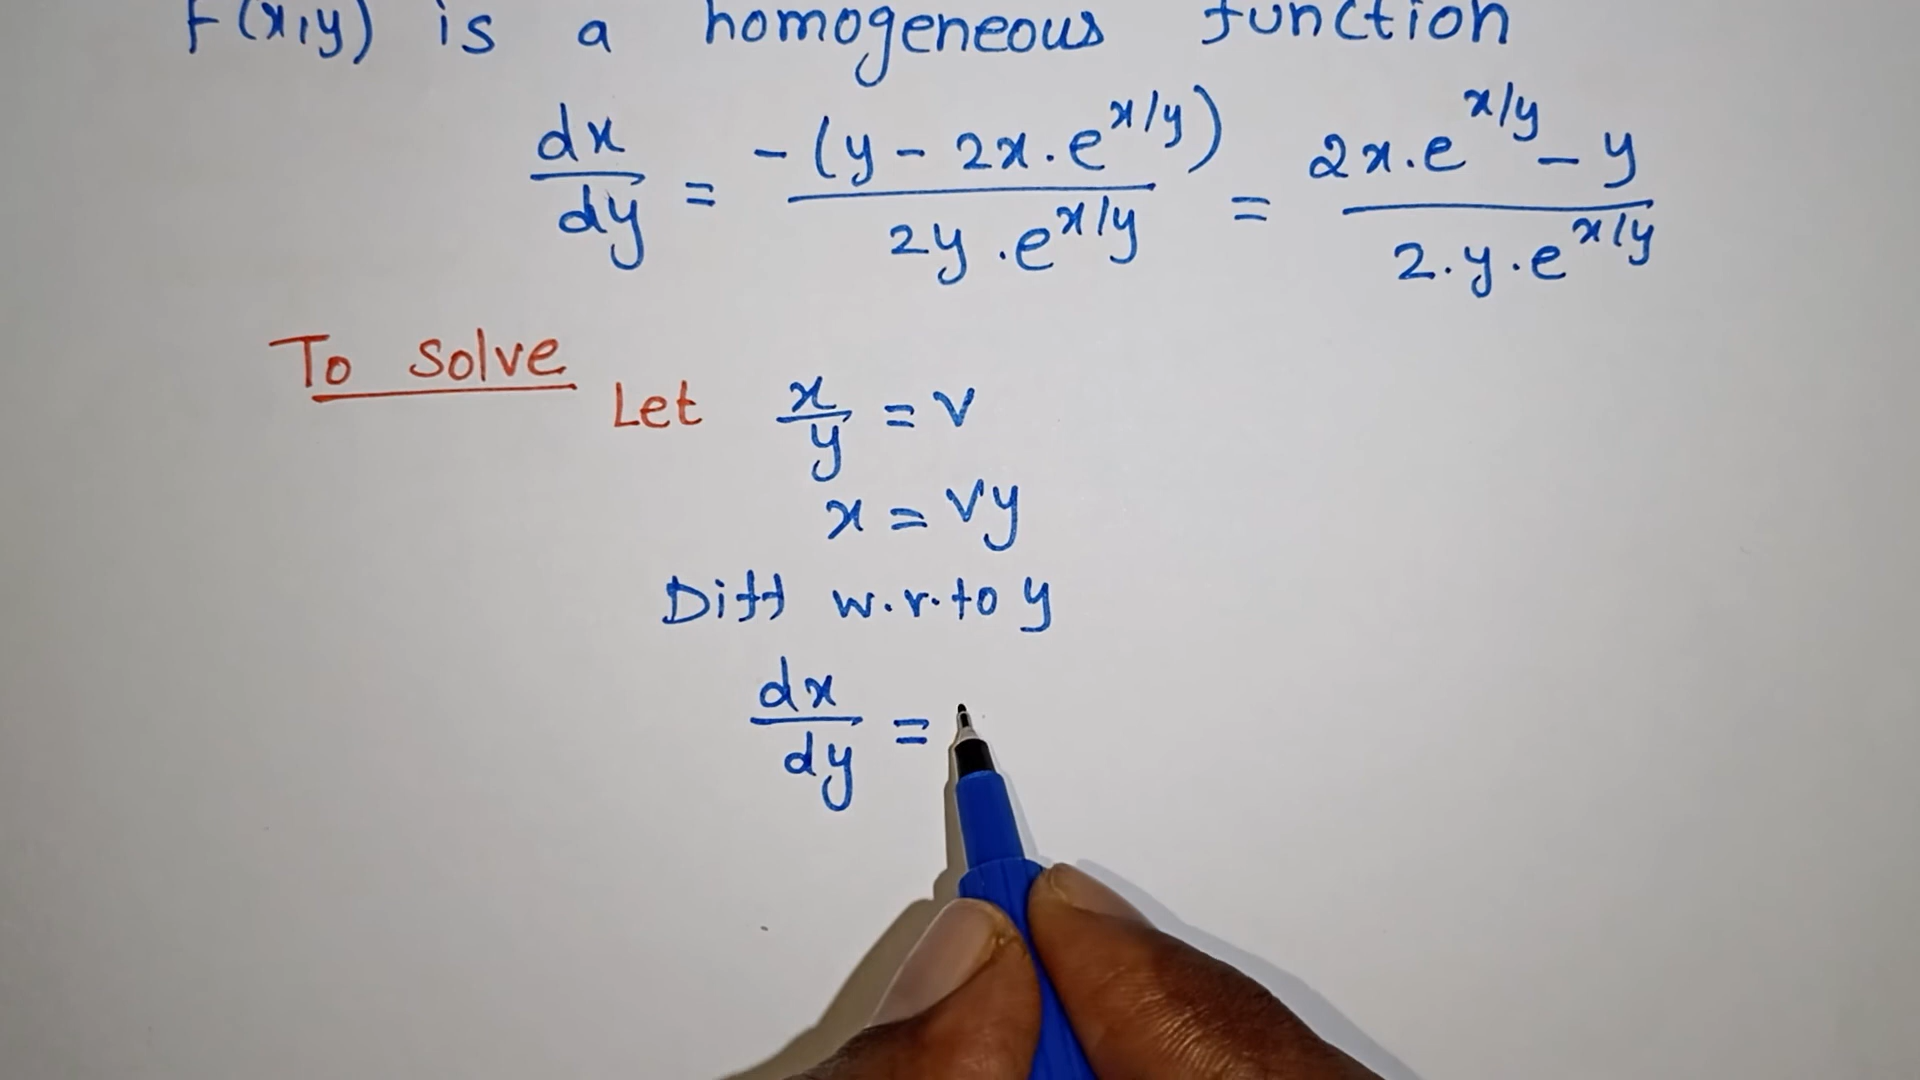 F(x,y) is a homogeneous function
dx/dy = -(y - 2x.e^x/y)/2y.e^x/y = 2x.e^x/y - y/2.y.e^x/y
To solve
Let x/y = v
x = vy
Diff w.r.to y
dx/dy =